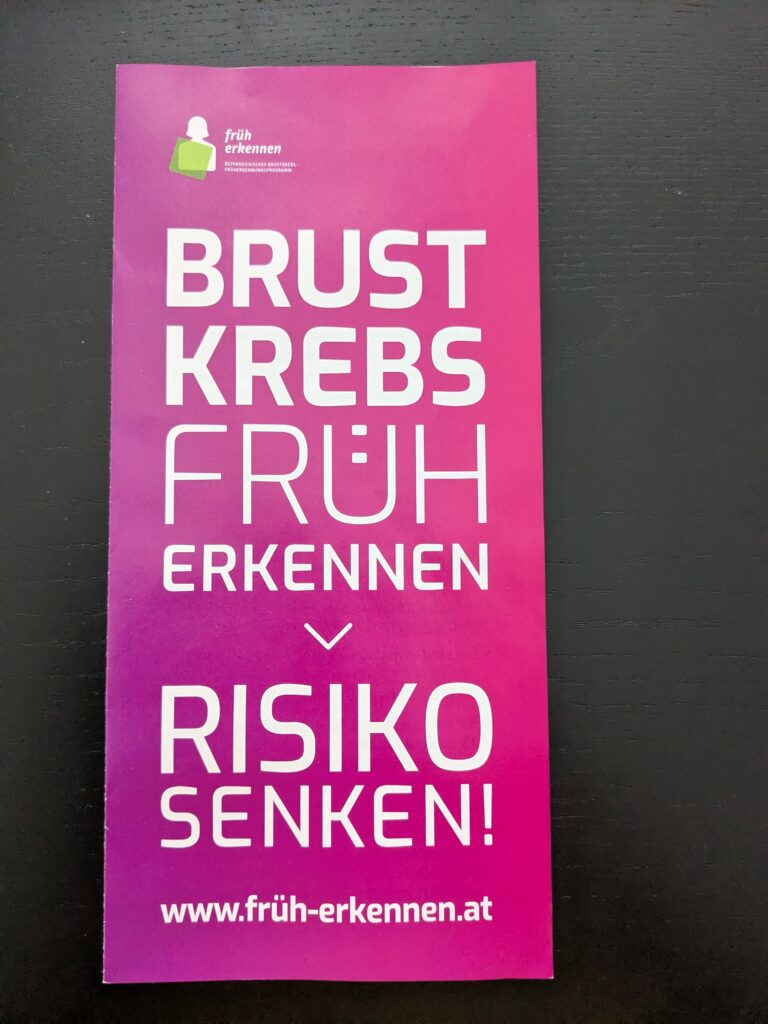 früh
erkennen
ÖSTERREICHISCHES BRUSTKREBS-
FRÜHERKENNUNGSPROGRAMM
BRUST
KREBS
FRÜH
ERKENNEN
RISIKO
SENKEN!
www.früh-erkennen.at